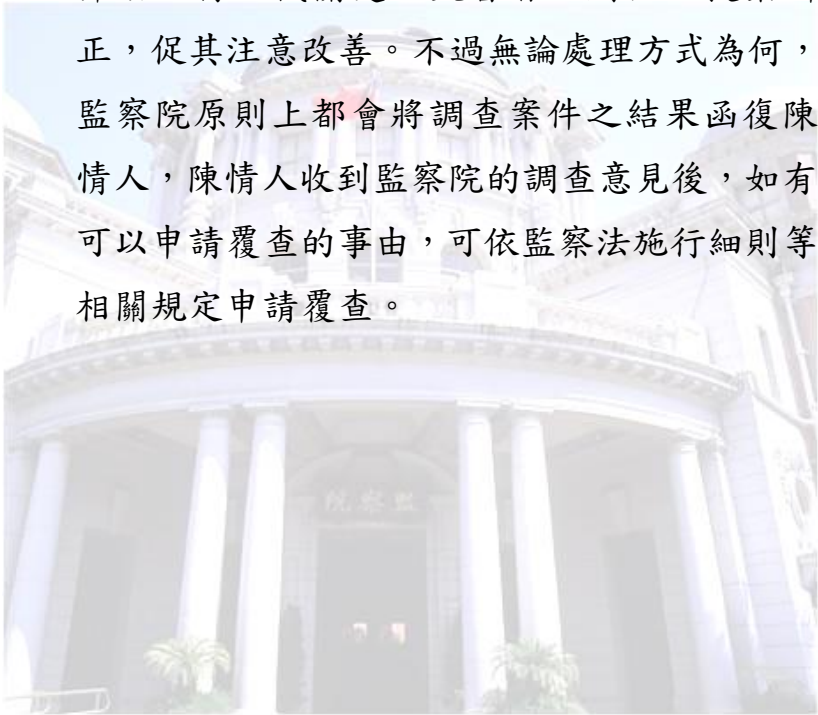 正，促其注意改善。不過無論處理方式為何，
監察院原則上都會將調查案件之結果函復陳
情人，陳情人收到監察院的調查意見後，如有
可以申請覆查的事由，可依監察法施行細則等
相關規定申請覆查。
院察監